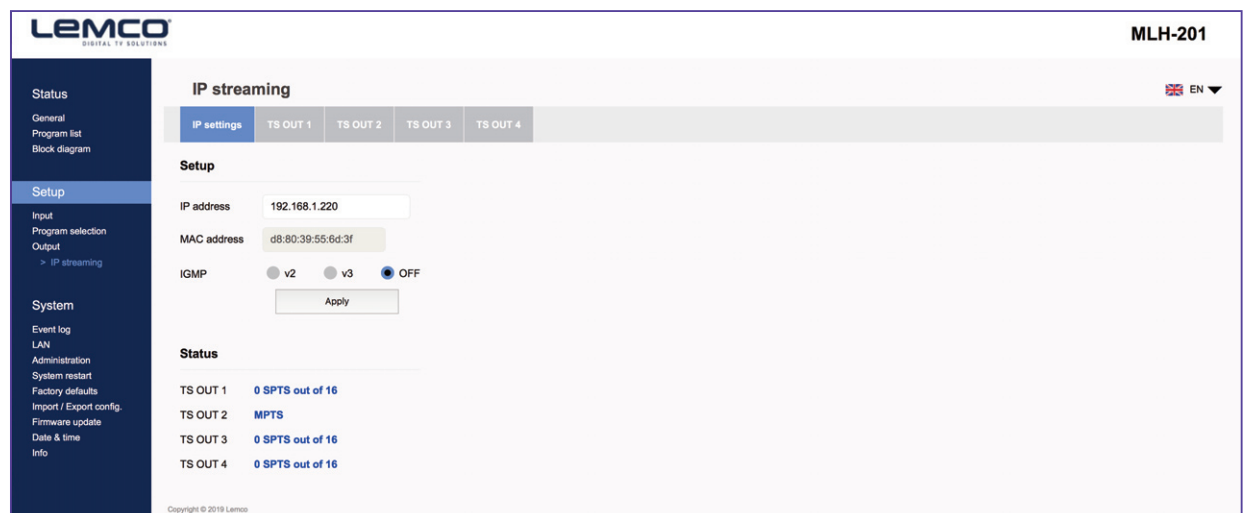 LEMCO
DIGITAL TV SOLUTIONS
MLH-201
Status
General
Program list
Block diagram
Setup
Input
Program selection
Output
> IP streaming
System
Event log
LAN
Administration
System restart
Factory defaults
Import / Export config.
Firmware update
Date & time
Info
IP streaming
EN
IP settings TS OUT 1 TS OUT 2 TS OUT 3 TS OUT 4
Setup
IP address 192.168.1.220
MAC address d8:80:39:55:6d:3f
IGMP v2 v3 OFF
Apply
Status
TS OUT 1 0 SPTS out of 16
TS OUT 2 MPTS
TS OUT 3 0 SPTS out of 16
TS OUT 4 0 SPTS out of 16
Copyright © 2019 Lemco